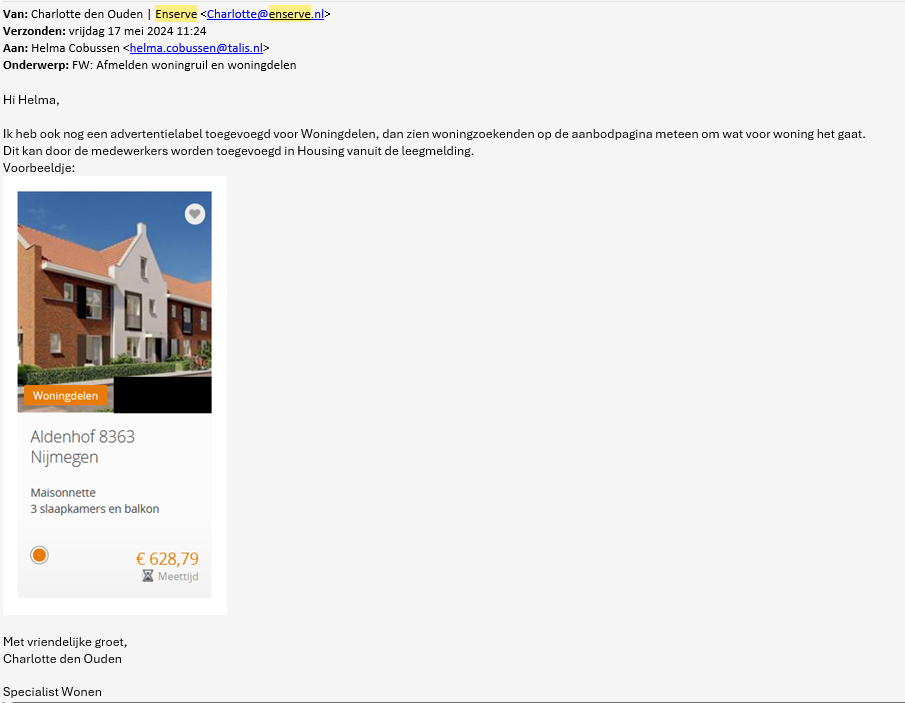 Van: Charlotte den Ouden | Enserve <Charlotte@enserve.nl>
Verzonden: vrijdag 17 mei 2024 11:24
Aan: Helma Cobussen <helma.cobussen@talis.nl>
Onderwerp: FW: Afmelden woningruil en woningdelen
Hi Helma,
Ik heb ook nog een advertentielabel toegevoegd voor Woningdelen, dan zien woningzoekenden op de aanbodpagina meteen om wat voor woning het gaat.
Dit kan door de medewerkers worden toegevoegd in Housing vanuit de leegmelding.
Voorbeeldje:
Woningdelen
Aldenhof 8363
Nijmegen
Maisonnette
3 slaapkamers en balkon
€ 628,79
Meettijd
Met vriendelijke groet,
Charlotte den Ouden
Specialist Wonen